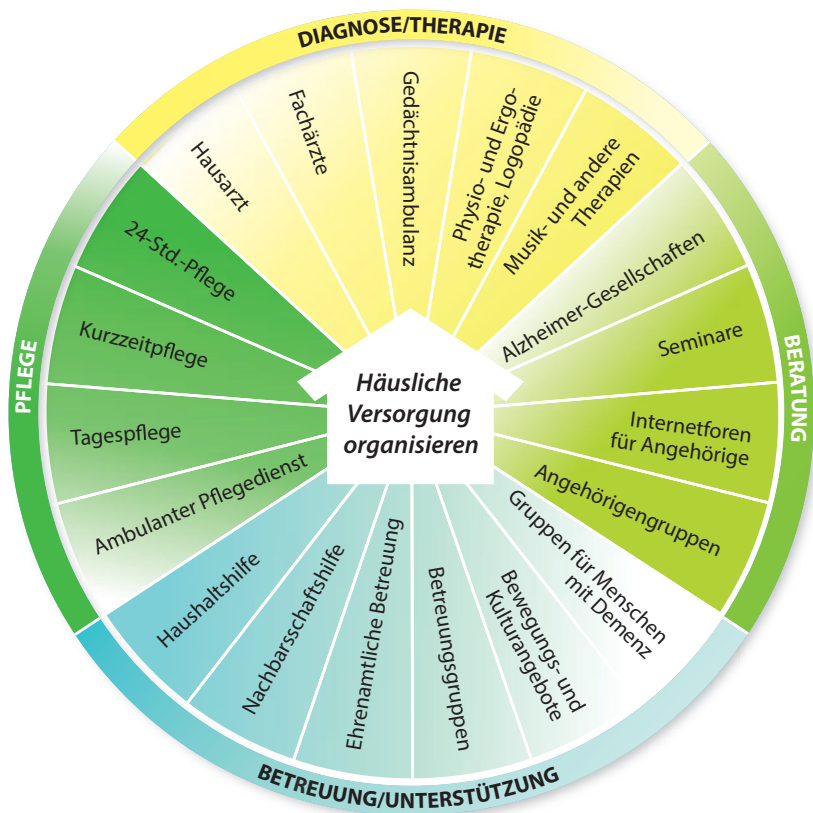 DIAGNOSE/THERAPIE
Hausarzt
Fachärzte
Gedächtnisambulanz
Physio- und Ergo-
therapie, Logopädie
Musik- und andere
Therapien
BERATUNG
Alzheimer-Gesellschaften
Seminare
Internetforen
für Angehörige
Angehörigengruppen
BETREUUNG/UNTERSTÜTZUNG
Gruppen für Menschen
mit Demenz
Bewegungs- und
Kulturangebote
Betreuungsgruppen
Ehrenamtliche Betreuung
Nachbarsschaftshilfe
Haushaltshilfe
PFLEGE
Ambulanter Pflegedienst
Tagespflege
Kurzzeitpflege
24-Std.-Pflege
Häusliche
Versorgung
organisieren